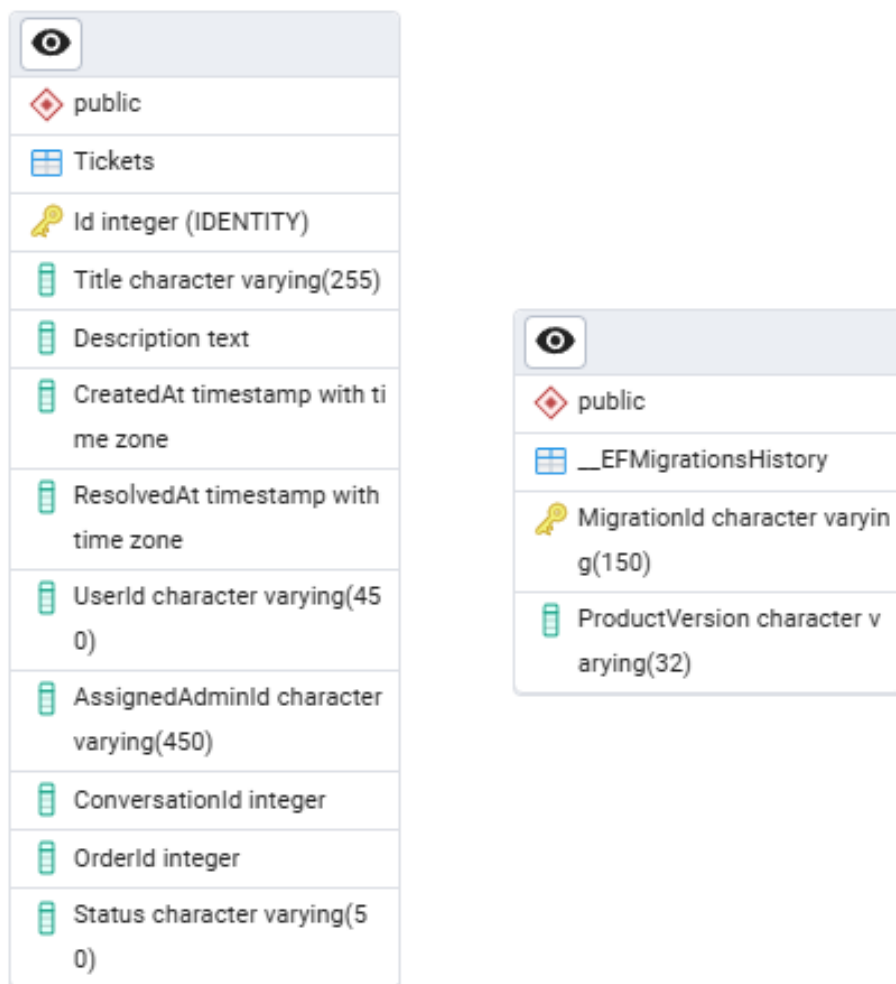 public
Tickets
Id integer (IDENTITY)
Title character varying(255)
Description text
CreatedAt timestamp with ti
me zone
ResolvedAt timestamp with
time zone
UserId character varying(45
0)
AssignedAdminId character
varying(450)
ConversationId integer
OrderId integer
Status character varying(5
0)
public
__EFMigrationsHistory
MigrationId character varyin
g(150)
ProductVersion character v
arying(32)